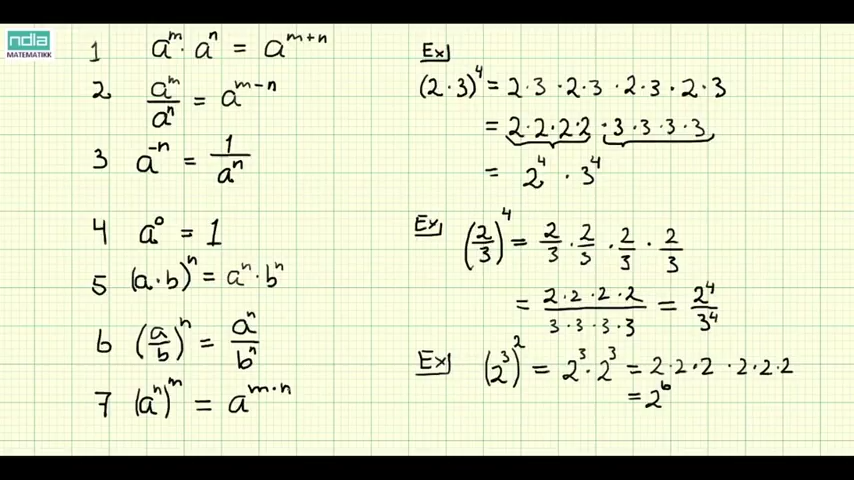 ndla
MATEMATIKK
1 aᵐ · aⁿ = aᵐ⁺ⁿ
2 aᵐ/aⁿ = aᵐ⁻ⁿ
3 a⁻ⁿ = 1/aⁿ
4 a⁰ = 1
5 (a · b)ⁿ = aⁿ · bⁿ
6 (a/b)ⁿ = aⁿ/bⁿ
7 (aⁿ)ᵐ = aᵐ˙ⁿ
Ex
(2 · 3)⁴ = 2 · 3 · 2 · 3 · 2 · 3 · 2 · 3
= 2 · 2 · 2 · 2 · 3 · 3 · 3 · 3
= 2⁴ · 3⁴
Ex (2/3)⁴ = 2/3 · 2/3 · 2/3 · 2/3
= 2 · 2 · 2 · 2/3 · 3 · 3 · 3 = 2⁴/3⁴
Ex (2³)² = 2³ · 2³ = 2 · 2 · 2 · 2 · 2 · 2
= 2⁶